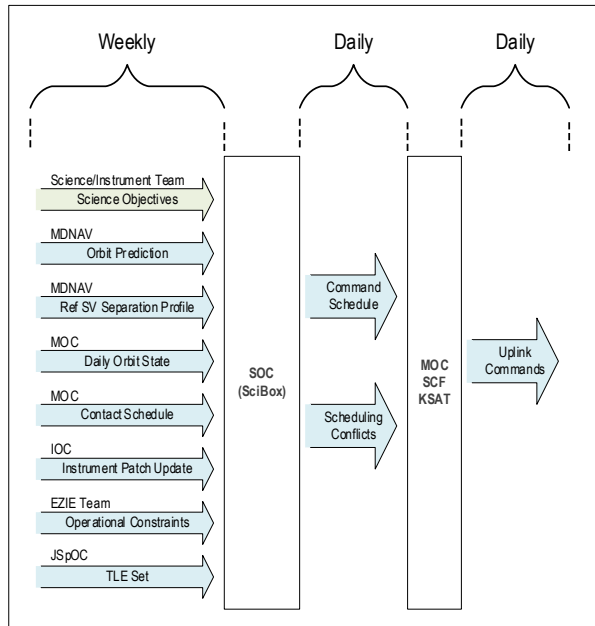 Weekly
Daily
Daily
Science/Instrument Team
Science Objectives
MDNAV
Orbit Prediction
MDNAV
Ref SV Separation Profile
MOC
Daily Orbit State
MOC
Contact Schedule
IOC
Instrument Patch Update
EZIE Team
Operational Constraints
JSpOC
TLE Set
SOC
(SciBox)
Command
Schedule
Scheduling
Conflicts
MOC
SCF
KSAT
Uplink
Commands